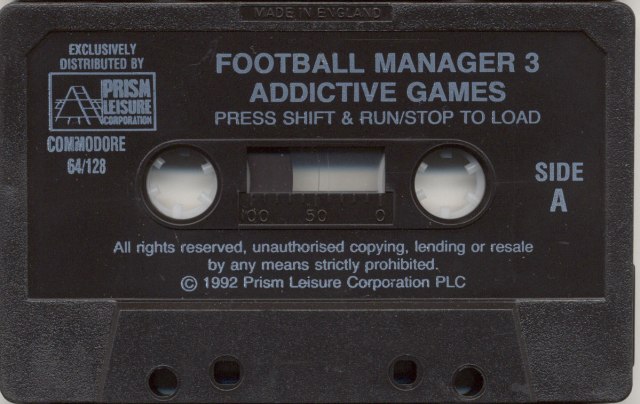 MADE IN ENGLAND
EXCLUSIVELY
DISTRIBUTED BY
PRISM
LEISURE
CORPORATION
COMMODORE
64/128
FOOTBALL MANAGER 3
ADDICTIVE GAMES
PRESS SHIFT & RUN/STOP TO LOAD
SIDE
A
100 50 0
All rights reserved, unauthorised copying, lending or resale
by any means strictly prohibited.
© 1992 Prism Leisure Corporation PLC